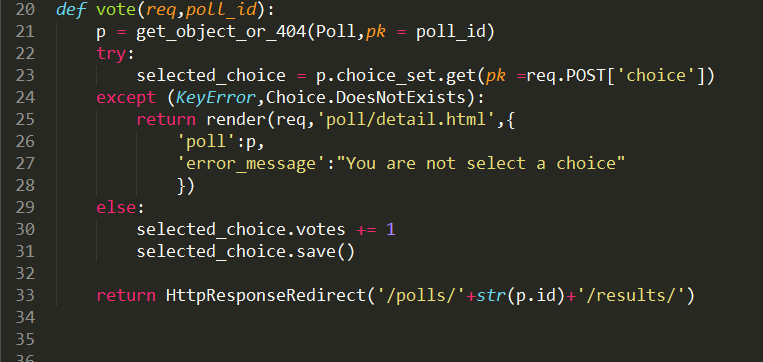 20 def vote(req,poll_id):
21     p = get_object_or_404(Poll,pk = poll_id)
22     try:
23         selected_choice = p.choice_set.get(pk =req.POST['choice'])
24     except (KeyError,Choice.DoesNotExists):
25         return render(req,'poll/detail.html',{
26             'poll':p,
27             'error_message':"You are not select a choice"
28             })
29     else:
30         selected_choice.votes += 1
31         selected_choice.save()
32
33     return HttpResponseRedirect('/polls/'+str(p.id)+'/results/')
34
35
36